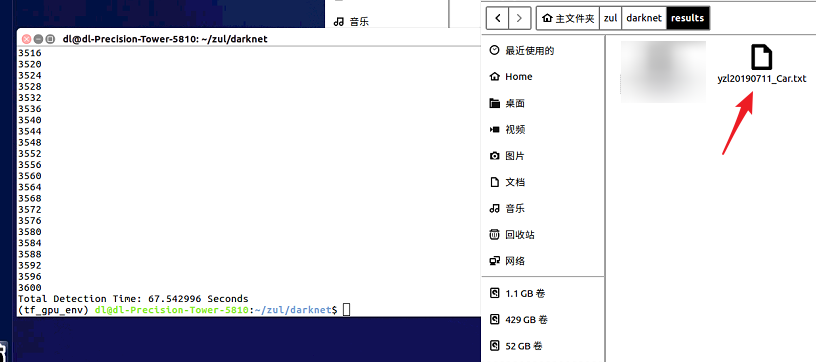 音乐
dl@dl-Precision-Tower-5810: ~/zul/darknet
3516
3520
3524
3528
3532
3536
3540
3544
3548
3552
3556
3560
3564
3568
3572
3576
3580
3584
3588
3592
3596
3600
Total Detection Time: 67.542996 Seconds
(tf_gpu_env) dl@dl-Precision-Tower-5810:~/zul/darknet$
主文件夹 zul darknet results
最近使用的
Home
桌面
视频
图片
文档
音乐
回收站
网络
1.1 GB 卷
429 GB 卷
52 GB 卷
yzl20190711_Car.txt